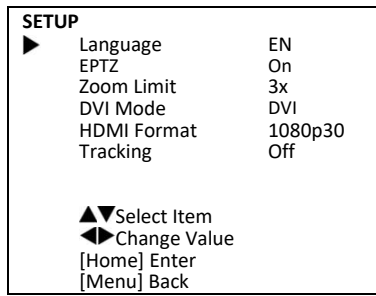 SETUP
▶ Language EN
EPTZ On
Zoom Limit 3x
DVI Mode DVI
HDMI Format 1080p30
Tracking Off
▲▼Select Item
◀▶Change Value
[Home] Enter
[Menu] Back